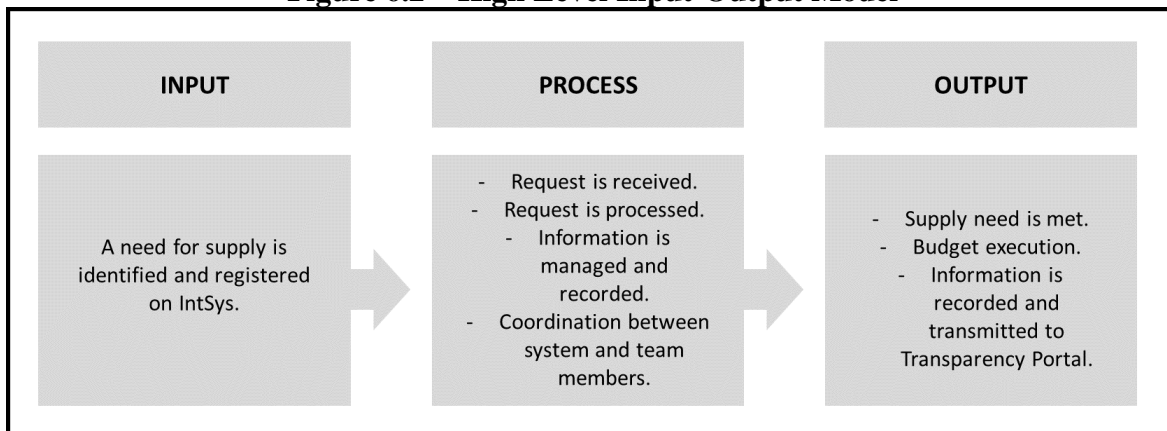 INPUT
PROCESS
OUTPUT
A need for supply is
identified and registered
on IntSys.
- Request is received.
- Request is processed.
- Information is
managed and
recorded.
- Coordination between
system and team
members.
- Supply need is met.
- Budget execution.
- Information is
recorded and
transmitted to
Transparency Portal.